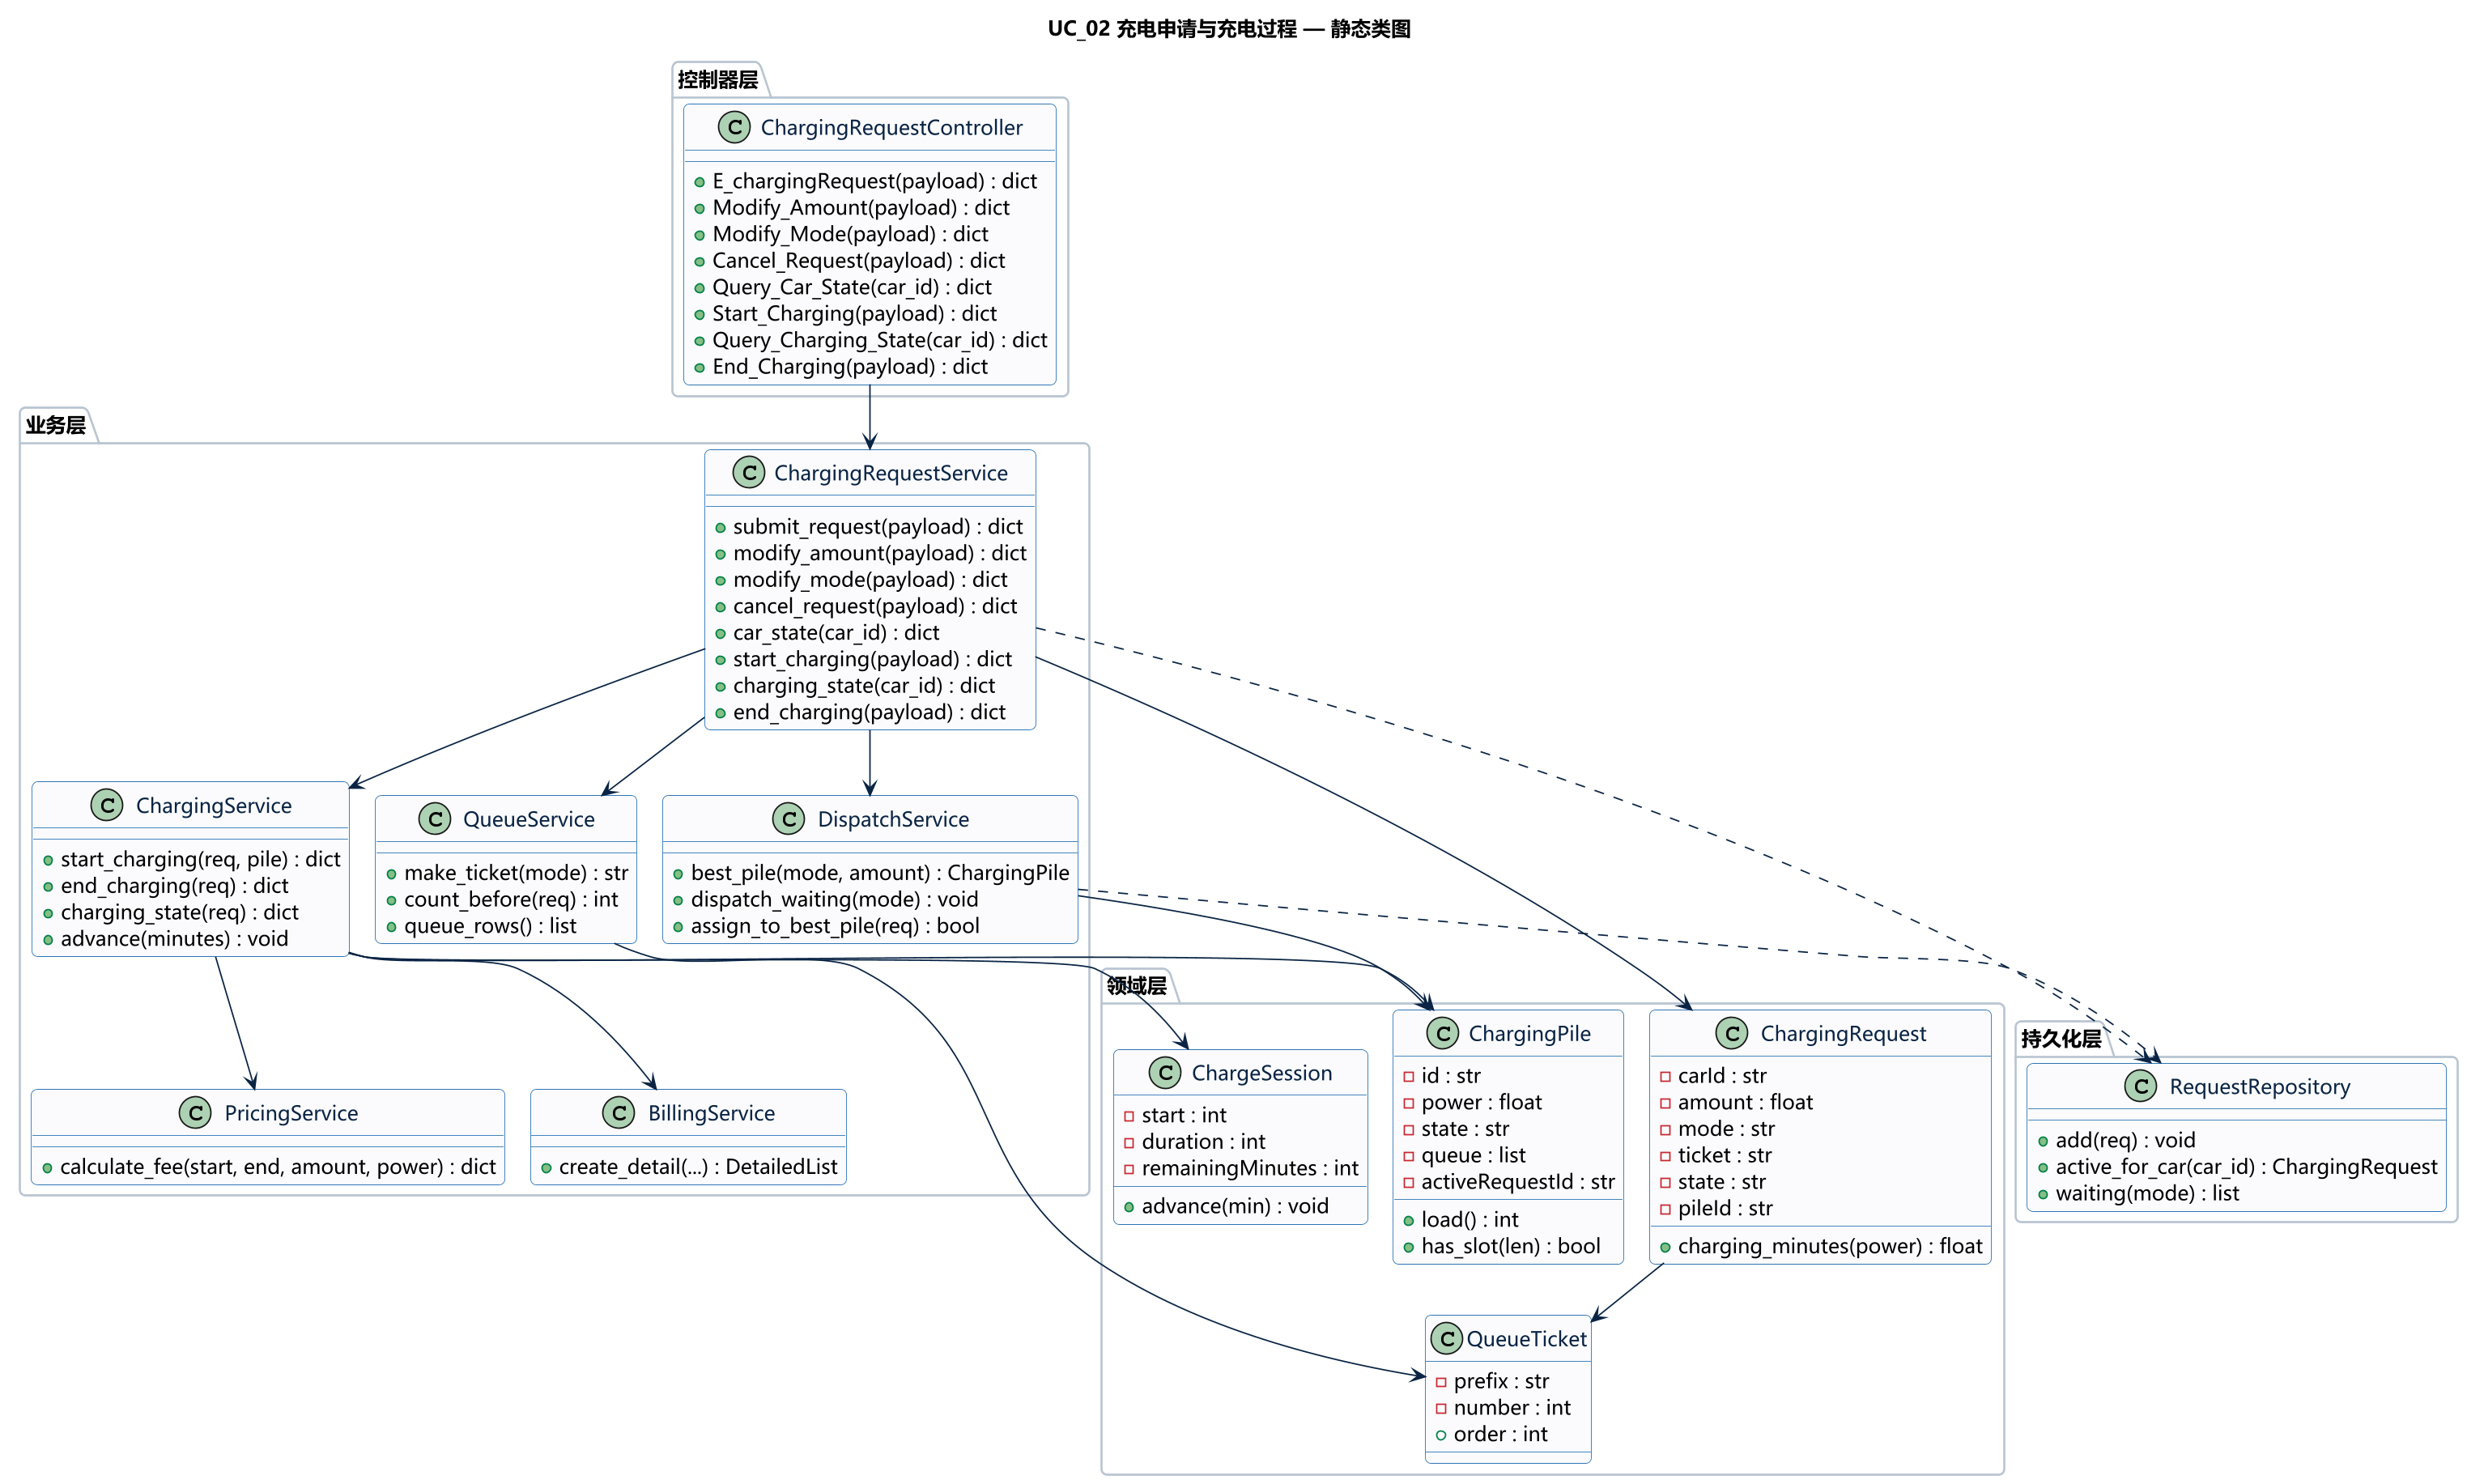 UC_02 充电申请与充电过程 — 静态类图
控制器层
C ChargingRequestController
E_chargingRequest(payload) : dict
Modify_Amount(payload) : dict
Modify_Mode(payload) : dict
Cancel_Request(payload) : dict
Query_Car_State(car_id) : dict
Start_Charging(payload) : dict
Query_Charging_State(car_id) : dict
End_Charging(payload) : dict
业务层
C ChargingRequestService
submit_request(payload) : dict
modify_amount(payload) : dict
modify_mode(payload) : dict
cancel_request(payload) : dict
car_state(car_id) : dict
start_charging(payload) : dict
charging_state(car_id) : dict
end_charging(payload) : dict
C ChargingService
start_charging(req, pile) : dict
end_charging(req) : dict
charging_state(req) : dict
advance(minutes) : void
C QueueService
make_ticket(mode) : str
count_before(req) : int
queue_rows() : list
C DispatchService
best_pile(mode, amount) : ChargingPile
dispatch_waiting(mode) : void
assign_to_best_pile(req) : bool
C PricingService
calculate_fee(start, end, amount, power) : dict
C BillingService
create_detail(...) : DetailedList
领域层
C ChargeSession
start : int
duration : int
remainingMinutes : int
advance(min) : void
C ChargingPile
id : str
power : float
state : str
queue : list
activeRequestId : str
load() : int
has_slot(len) : bool
C ChargingRequest
carId : str
amount : float
mode : str
ticket : str
state : str
pileId : str
charging_minutes(power) : float
C QueueTicket
prefix : str
number : int
order : int
持久化层
C RequestRepository
add(req) : void
active_for_car(car_id) : ChargingRequest
waiting(mode) : list